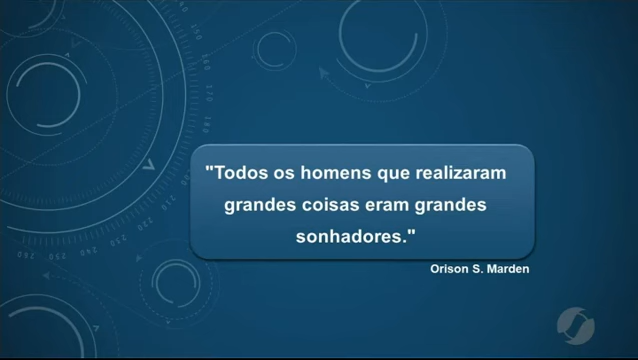 "Todos os homens que realizaram
grandes coisas eram grandes
sonhadores."
Orison S. Marden